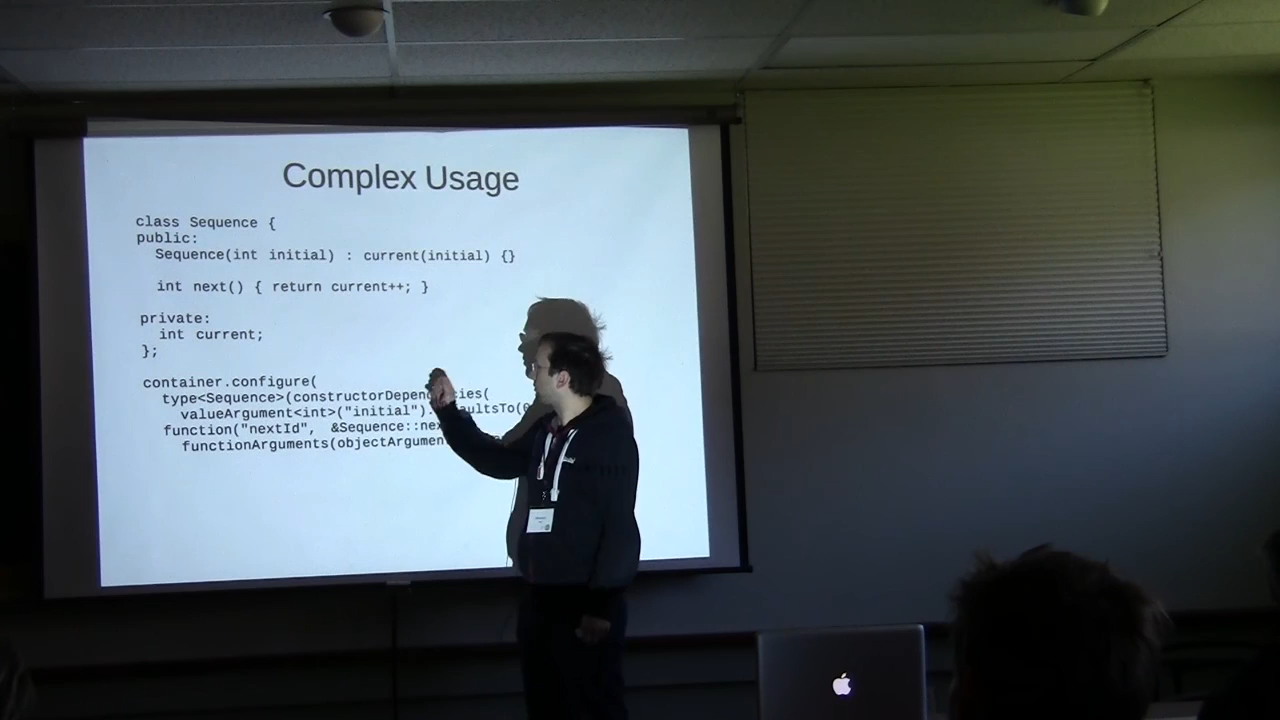 Complex Usage
class Sequence {
public:
Sequence(int initial) : current(initial) {}
int next() { return current++; }
private:
int current;
};
container.configure(
type<Sequence>(constructorDependencies(
valueArgument<int>("initial").
function("nextId", &Sequence::nex
functionArguments(objectArgumen